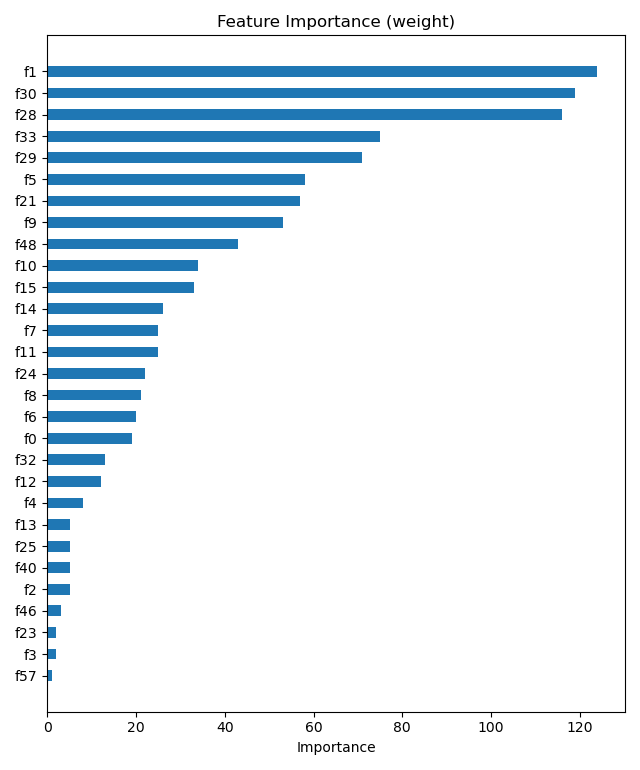 Feature Importance (weight)
f1
f30
f28
f33
f29
f5
f21
f9
f48
f10
f15
f14
f7
f11
f24
f8
f6
f0
f32
f12
f4
f13
f25
f40
f2
f46
f23
f3
f57
0 20 40 60 80 100 120
Importance